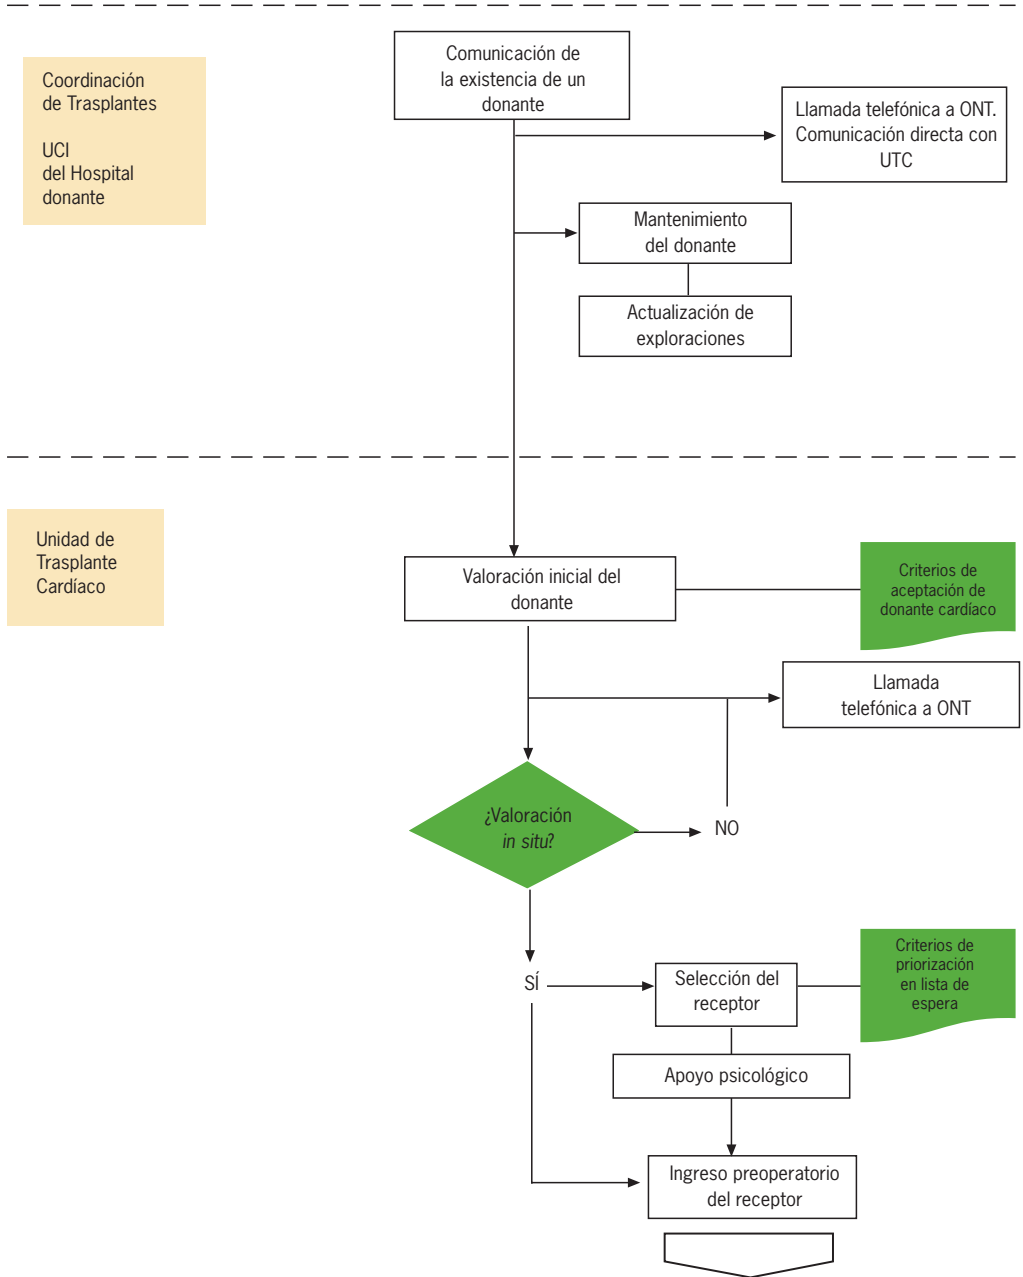 Coordinación
de Trasplantes
UCI
del Hospital
donante
Comunicación de
la existencia de un
donante
Llamada telefónica a ONT.
Comunicación directa con
UTC
Mantenimiento
del donante
Actualización de
exploraciones
Unidad de
Trasplante
Cardíaco
Valoración inicial del
donante
Criterios de
aceptación de
donante cardíaco
Llamada
telefónica a ONT
¿Valoración
in situ?
NO
SÍ
Selección del
receptor
Criterios de
priorización
en lista de
espera
Apoyo psicológico
Ingreso preoperatorio
del receptor